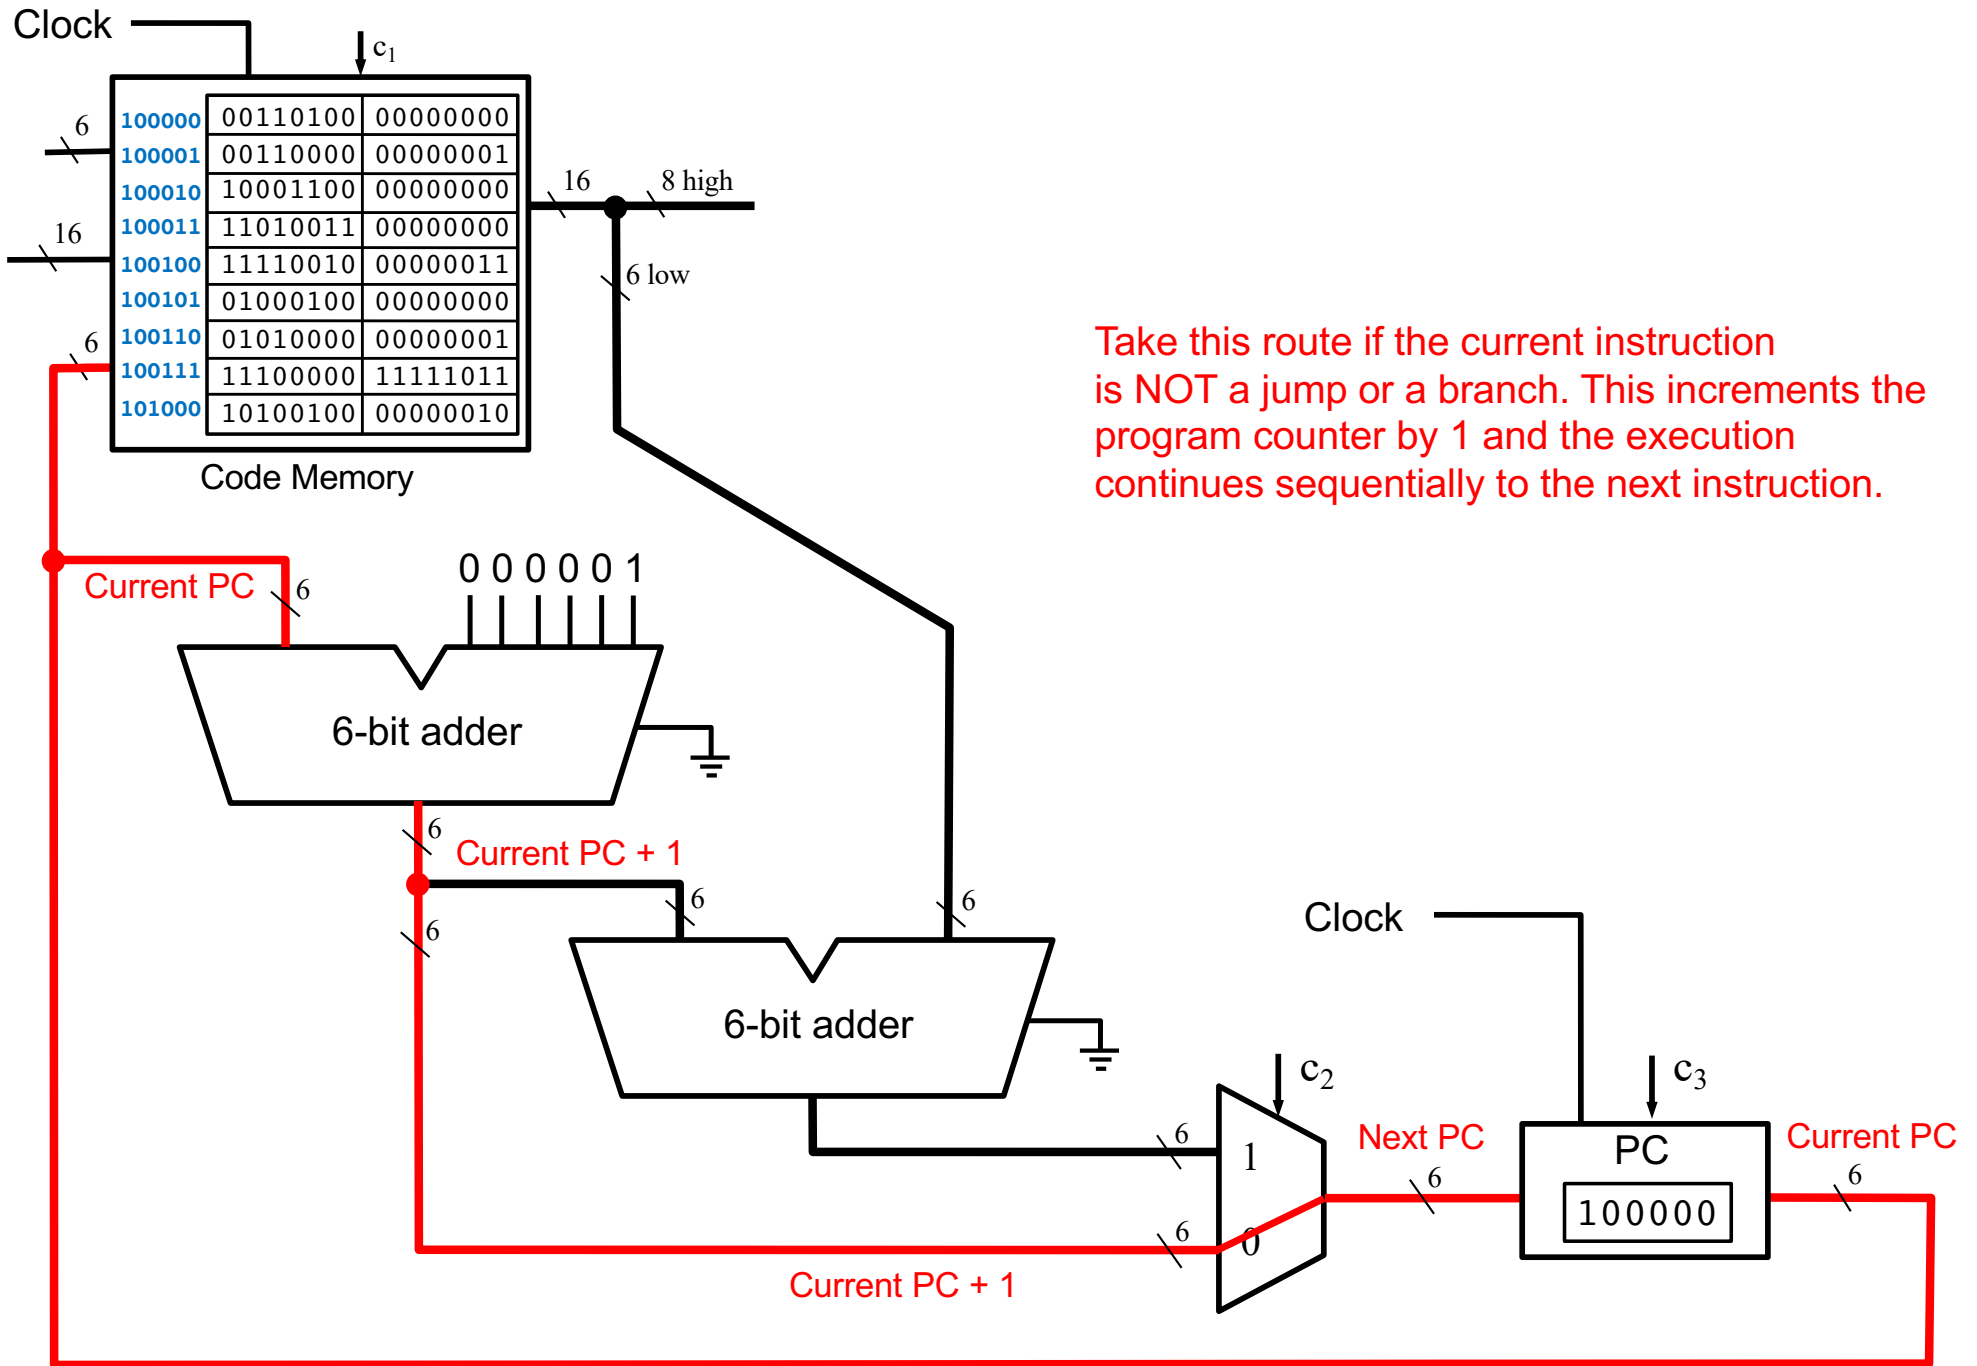 Clock
c1
6
100000 00110100 00000000
100001 00110000 00000001
100010 10001100 00000000
16 8 high
100011 11010011 00000000
16
100100 11110010 00000011
6 low
100101 01000100 00000000
100110 01010000 00000001
6
100111 11100000 11111011
101000 10100100 00000010
Code Memory
Take this route if the current instruction
is NOT a jump or a branch. This increments the
program counter by 1 and the execution
continues sequentially to the next instruction.
0 0 0 0 0 1
Current PC
6
6-bit adder
6
Current PC + 1
6
6
6
Clock
6-bit adder
c2
c3
6
1
Next PC
PC
Current PC
6
6
100000
6
0
Current PC + 1